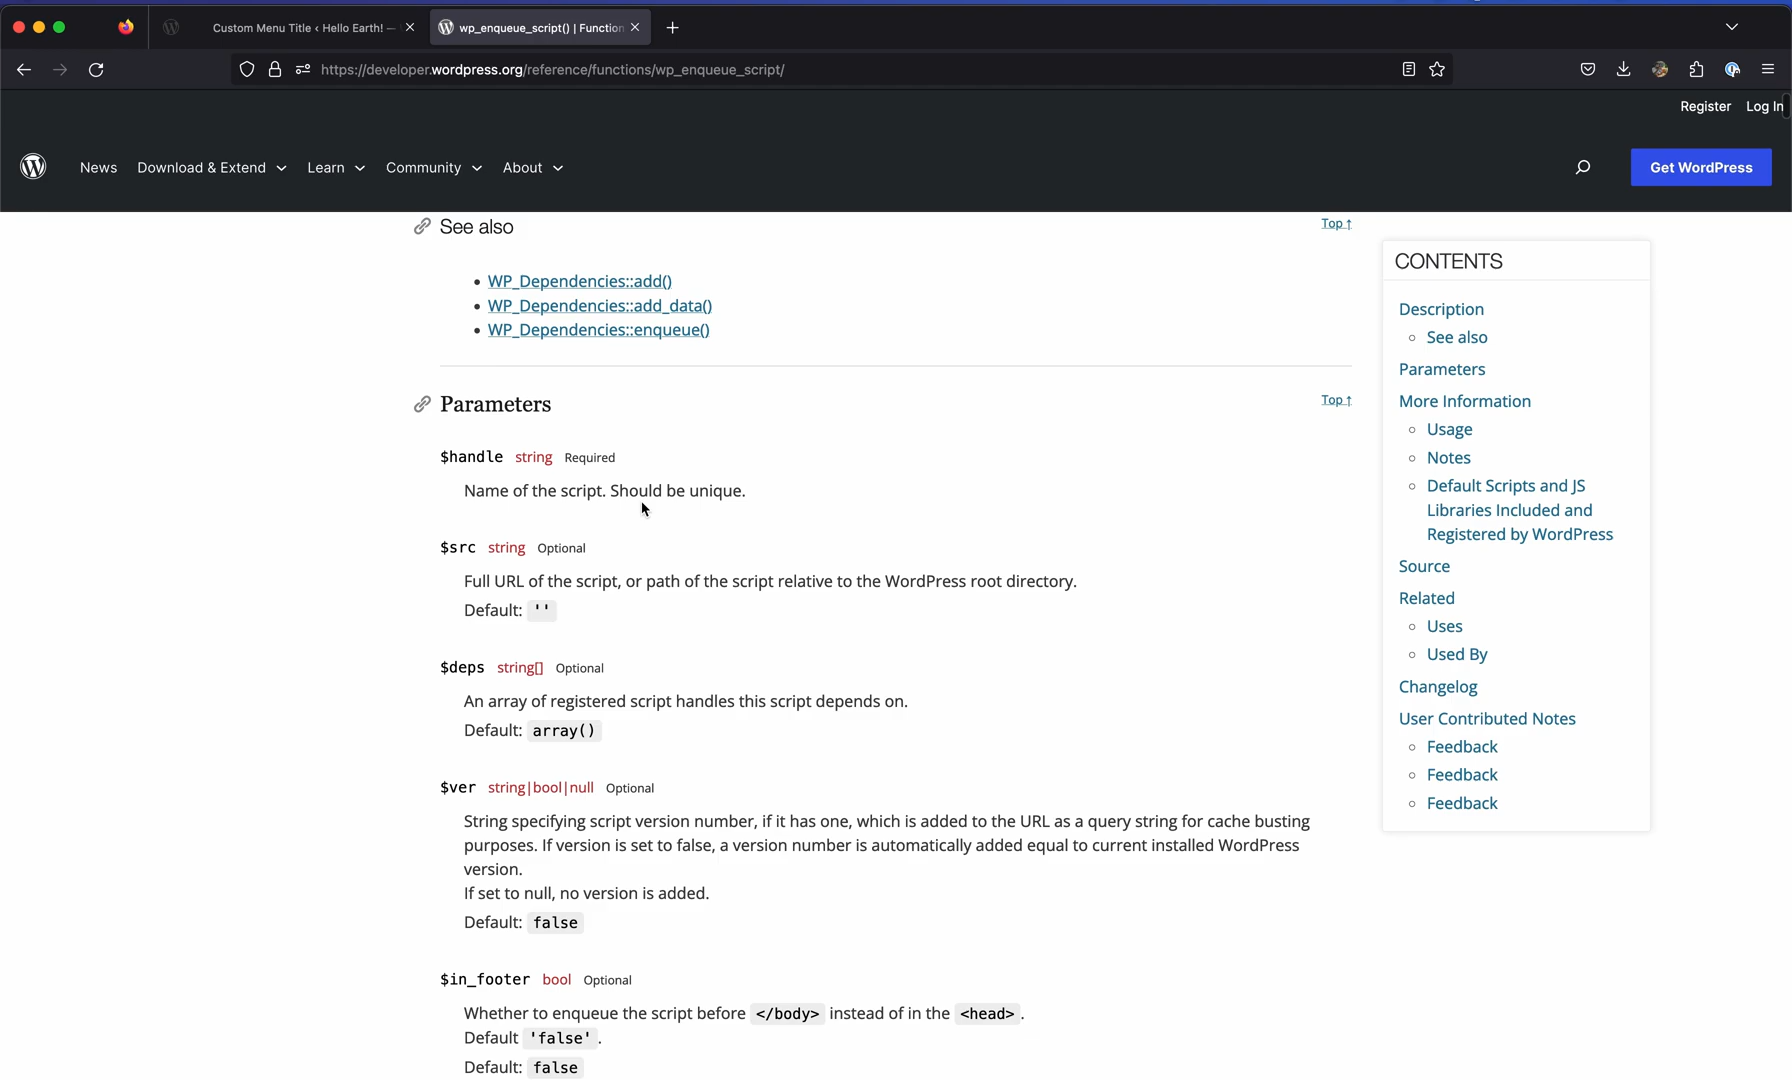 Custom Menu Title ‹ Hello Earth! —
wp_enqueue_script() | Function
https://developer.wordpress.org/reference/functions/wp_enqueue_script/
Register Log In
News Download & Extend Learn Community About Get WordPress
See also Top ↑
WP_Dependencies::add()
WP_Dependencies::add_data()
WP_Dependencies::enqueue()
Parameters Top ↑
$handle string Required
Name of the script. Should be unique.
$src string Optional
Full URL of the script, or path of the script relative to the WordPress root directory.
Default: ''
$deps string[] Optional
An array of registered script handles this script depends on.
Default: array()
$ver string|bool|null Optional
String specifying script version number, if it has one, which is added to the URL as a query string for cache busting
purposes. If version is set to false, a version number is automatically added equal to current installed WordPress
version.
If set to null, no version is added.
Default: false
$in_footer bool Optional
Whether to enqueue the script before </body> instead of in the <head>.
Default 'false'.
Default: false
CONTENTS
Description
See also
Parameters
More Information
Usage
Notes
Default Scripts and JS
Libraries Included and
Registered by WordPress
Source
Related
Uses
Used By
Changelog
User Contributed Notes
Feedback
Feedback
Feedback